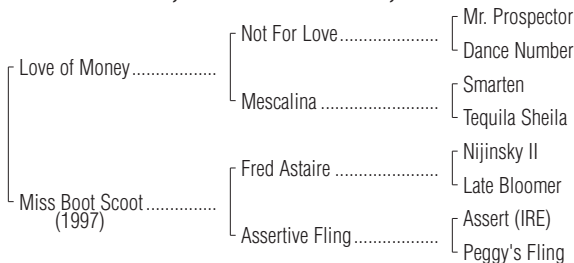 Mr. Prospector
Not For Love....................
Dance Number
Love of Money.................
Smarten
Mescalina ........................
Tequila Sheila
Nijinsky II
Fred Astaire .....................
Late Bloomer
Miss Boot Scoot..............
(1997)
Assert (IRE)
Assertive Fling.................
Peggy's Fling